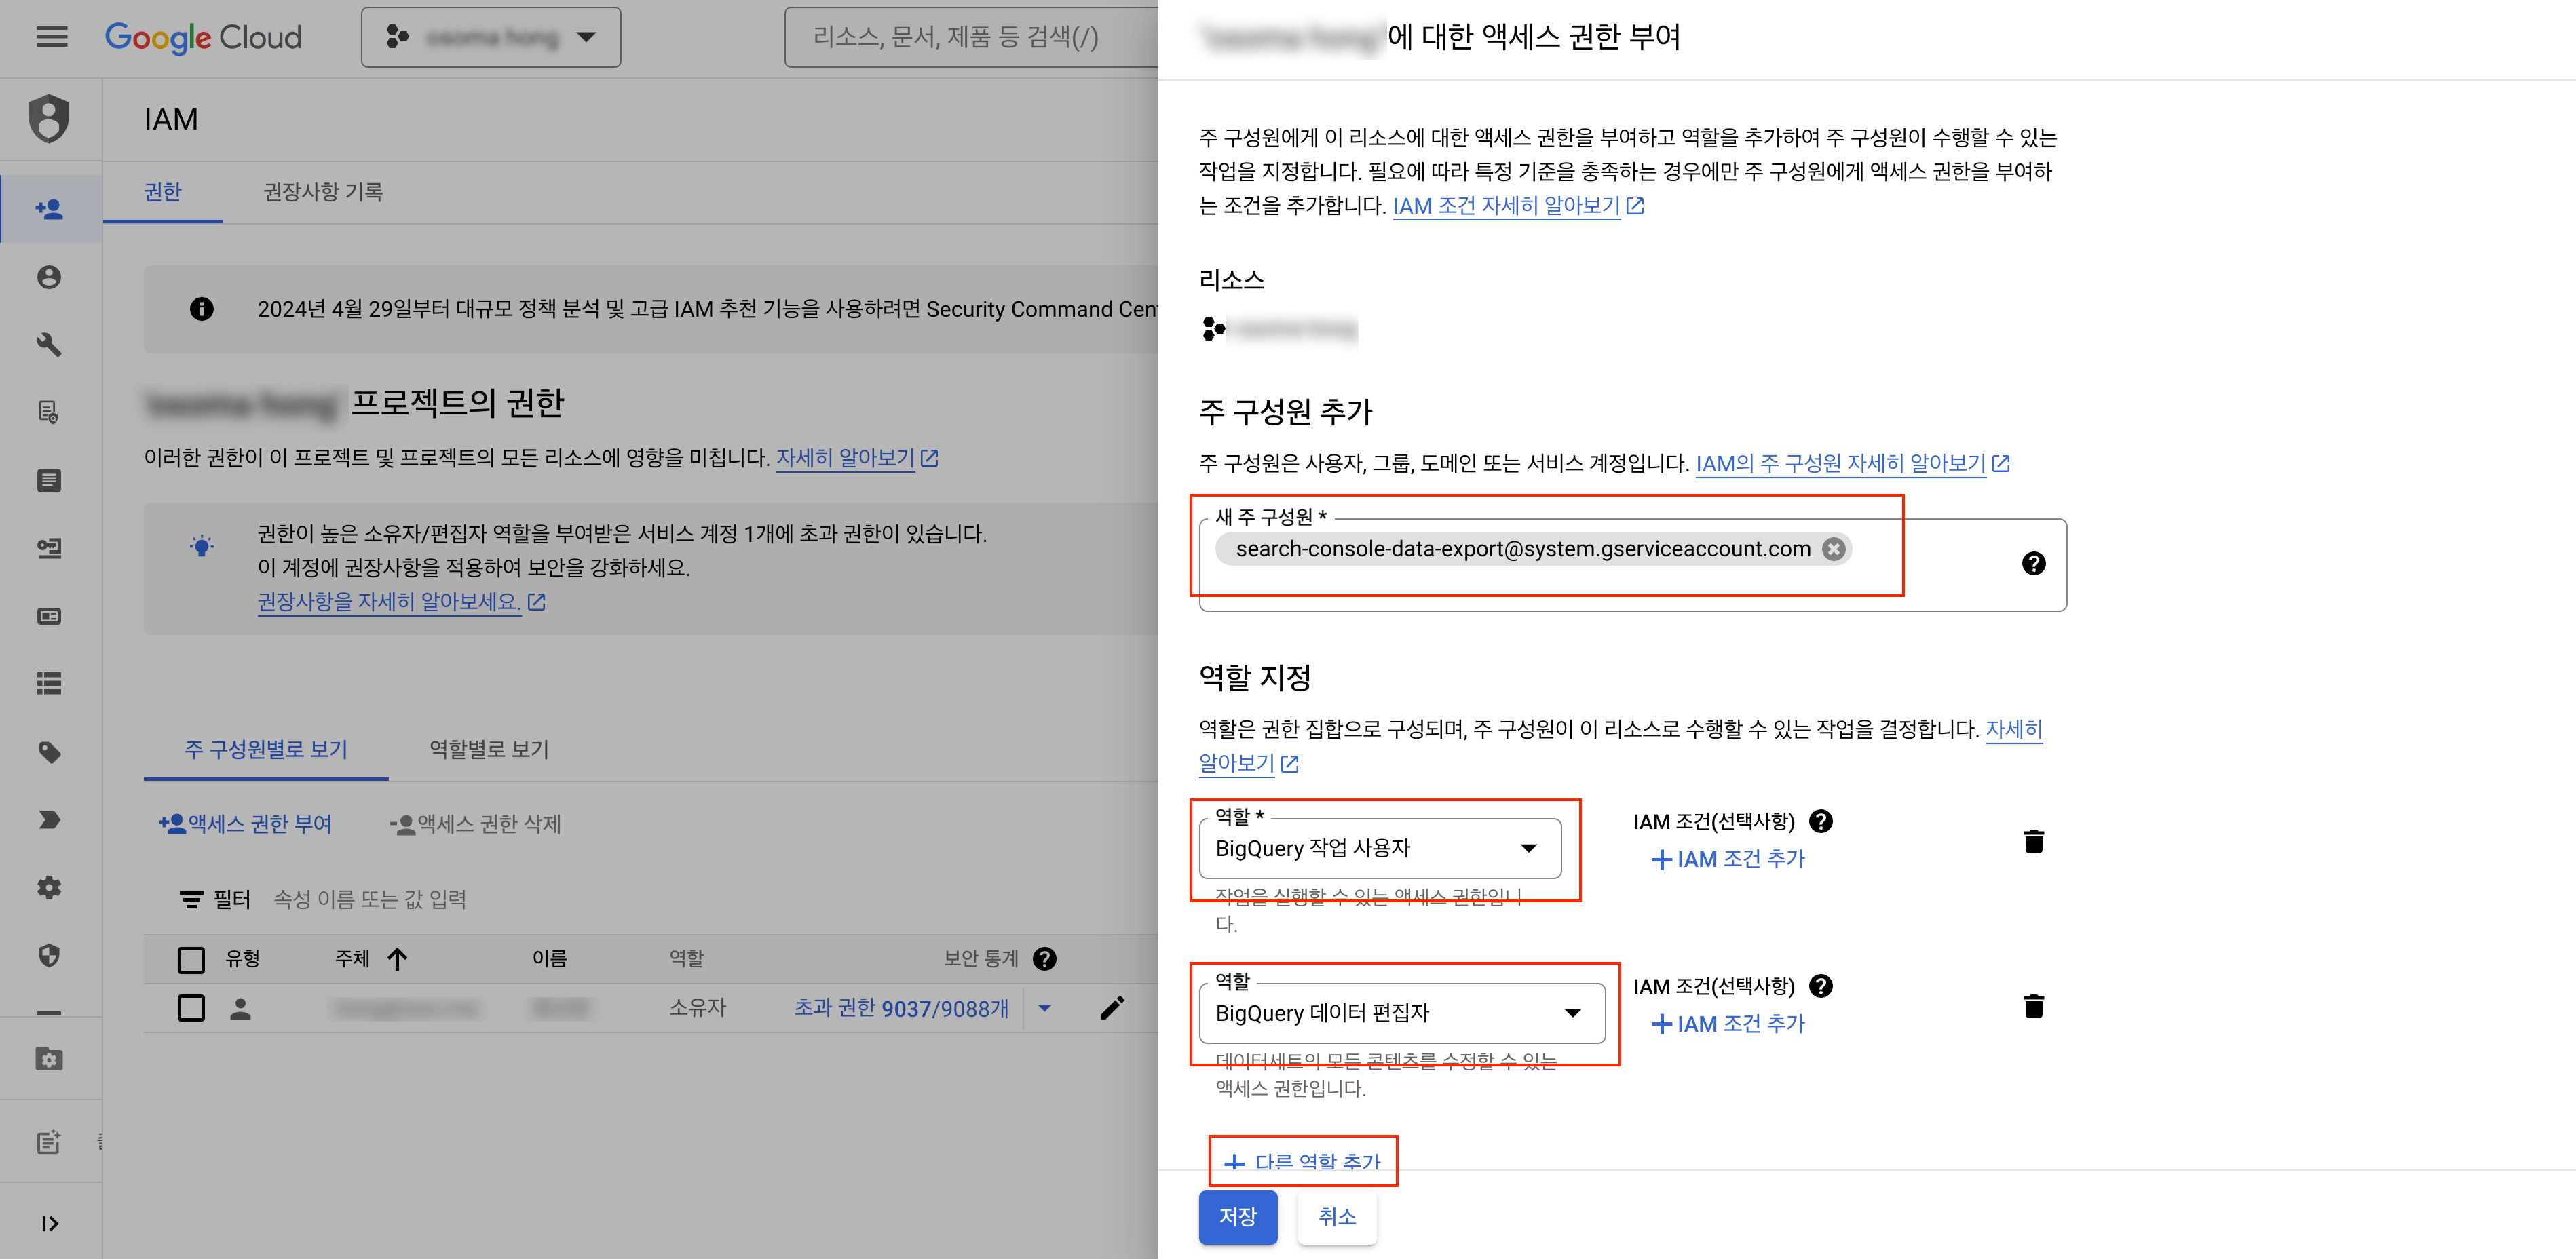 Google Cloud
리소스, 문서, 제품 등 검색(/)
IAM
권한
권장사항 기록
2024년 4월 29일부터 대규모 정책 분석 및 고급 IAM 추천 기능을 사용하려면 Security Command Cen
프로젝트의 권한
이러한 권한이 이 프로젝트 및 프로젝트의 모든 리소스에 영향을 미칩니다. 자세히 알아보기
권한이 높은 소유자/편집자 역할을 부여받은 서비스 계정 1개에 초과 권한이 있습니다.
이 계정에 권장사항을 적용하여 보안을 강화하세요.
권장사항을 자세히 알아보세요.
주 구성원별로 보기
역할별로 보기
액세스 권한 부여
액세스 권한 삭제
필터 속성 이름 또는 값 입력
유형 주체 이름 역할 보안 통계
소유자 초과 권한 9037/9088개
에 대한 액세스 권한 부여
주 구성원에게 이 리소스에 대한 액세스 권한을 부여하고 역할을 추가하여 주 구성원이 수행할 수 있는
작업을 지정합니다. 필요에 따라 특정 기준을 충족하는 경우에만 주 구성원에게 액세스 권한을 부여하
는 조건을 추가합니다. IAM 조건 자세히 알아보기
리소스
주 구성원 추가
주 구성원은 사용자, 그룹, 도메인 또는 서비스 계정입니다. IAM의 주 구성원 자세히 알아보기
새 주 구성원 *
search-console-data-export@system.gserviceaccount.com
역할 지정
역할은 권한 집합으로 구성되며, 주 구성원이 이 리소스로 수행할 수 있는 작업을 결정합니다. 자세히
알아보기
역할 *
BigQuery 작업 사용자
작업을 실행할 수 있는 액세스 권한입니
다.
IAM 조건(선택사항)
IAM 조건 추가
역할
BigQuery 데이터 편집자
데이터세트의 모든 콘텐츠를 수정할 수 있는
액세스 권한입니다.
IAM 조건(선택사항)
IAM 조건 추가
다른 역할 추가
저장
취소